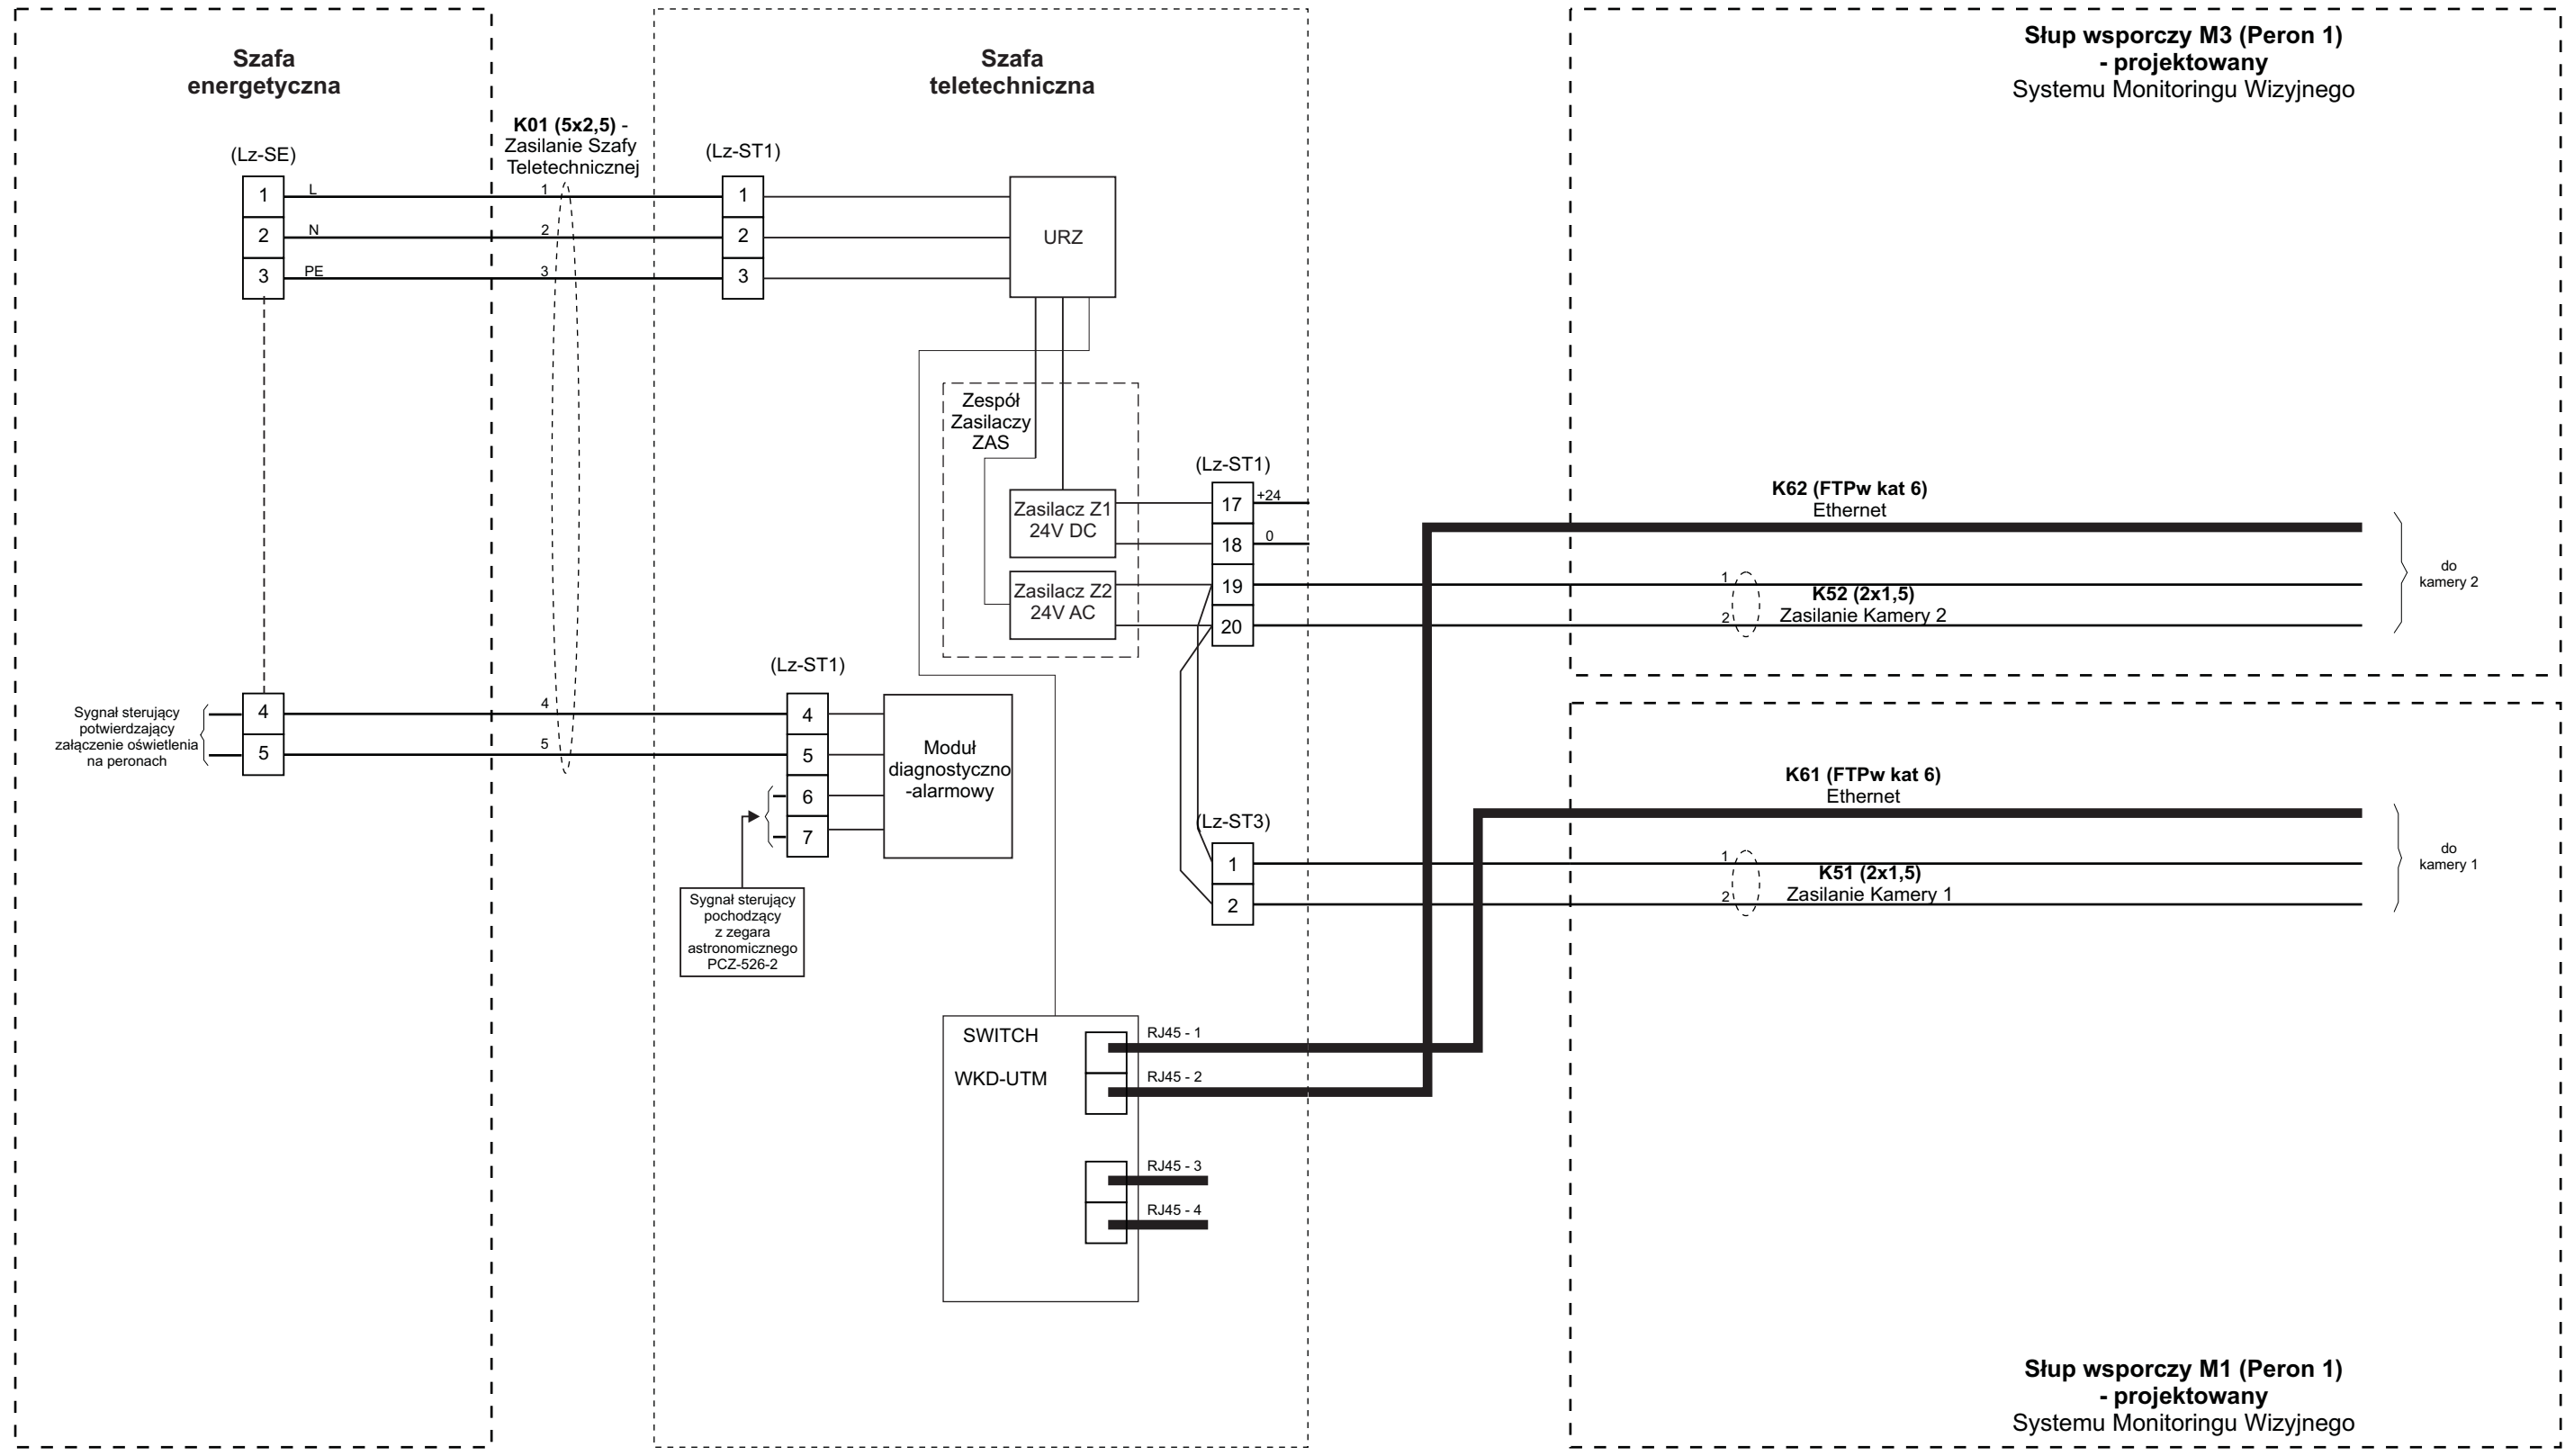 Szafa
energetyczna
(Lz-SE)
1
L
2
N
3
PE
Sygnał sterujący
potwierdzający
załączenie oświetlenia
na peronach
4
5
K01 (5x2,5) -
Zasilanie Szafy
Teletechnicznej
1
2
3
4
5
Szafa
teletechniczna
(Lz-ST1)
1
2
3
URZ
Zespół
Zasilaczy
ZAS
Zasilacz Z1
24V DC
Zasilacz Z2
24V AC
(Lz-ST1)
17
+24
18
0
19
20
(Lz-ST1)
4
5
6
7
Moduł
diagnostyczno
-alarmowy
Sygnał sterujący
pochodzący
z zegara
astronomicznego
PCZ-526-2
(Lz-ST3)
1
2
SWITCH
WKD-UTM
RJ45 - 1
RJ45 - 2
RJ45 - 3
RJ45 - 4
Słup wsporczy M3 (Peron 1)
- projektowany
Systemu Monitoringu Wizyjnego
K62 (FTPw kat 6)
Ethernet
1
K52 (2x1,5)
2
Zasilanie Kamery 2
do
kamery 2
K61 (FTPw kat 6)
Ethernet
1
K51 (2x1,5)
2
Zasilanie Kamery 1
do
kamery 1
Słup wsporczy M1 (Peron 1)
- projektowany
Systemu Monitoringu Wizyjnego